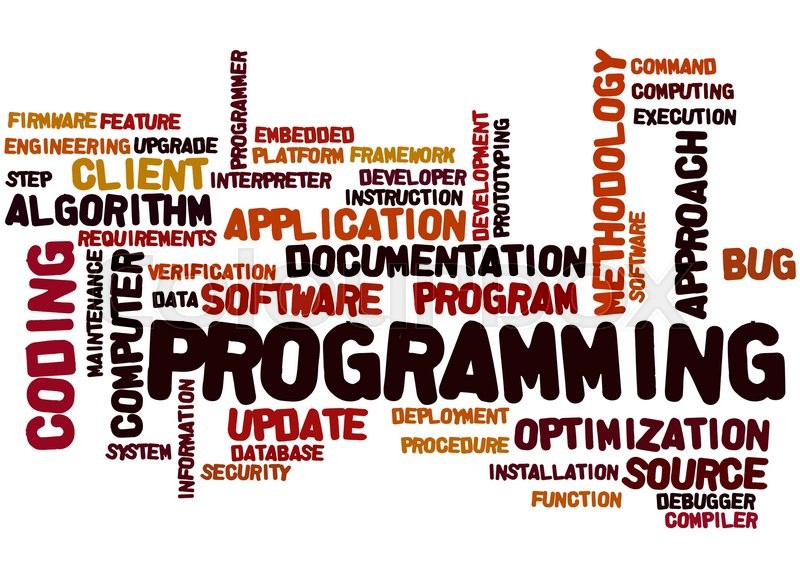 PROGRAMMER
METHODOLOGY
COMMAND
COMPUTING
EXECUTION
FIRMWARE FEATURE
ENGINEERING UPGRADE
EMBEDDED
PLATFORM FRAMEWORK
DEVELOPMENT
PROTOTYPING
STEP CLIENT INTERPRETER DEVELOPER
INSTRUCTION
ALGORITHM
APPLICATION
APPROACH
SOFTWARE
REQUIREMENTS
CODING
MAINTENANCE
COMPUTER
VERIFICATION DOCUMENTATION
BUG
DATA SOFTWARE PROGRAM
PROGRAMMING
INFORMATION
UPDATE DEPLOYMENT
SYSTEM DATABASE PROCEDURE OPTIMIZATION
SECURITY INSTALLATION SOURCE
FUNCTION DEBUGGER
COMPILER